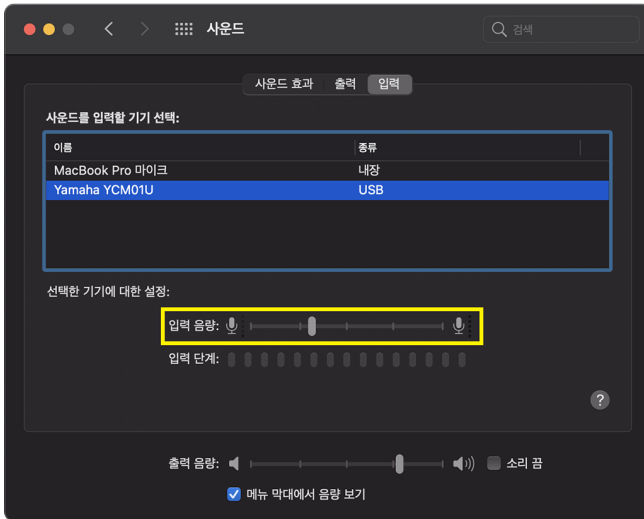 사운드
검색
사운드 효과 출력 입력
사운드를 입력할 기기 선택:
이름 종류
MacBook Pro 마이크 내장
Yamaha YCM01U USB
선택한 기기에 대한 설정:
입력 음량:
입력 단계:
?
출력 음량: 소리 끔
메뉴 막대에서 음량 보기